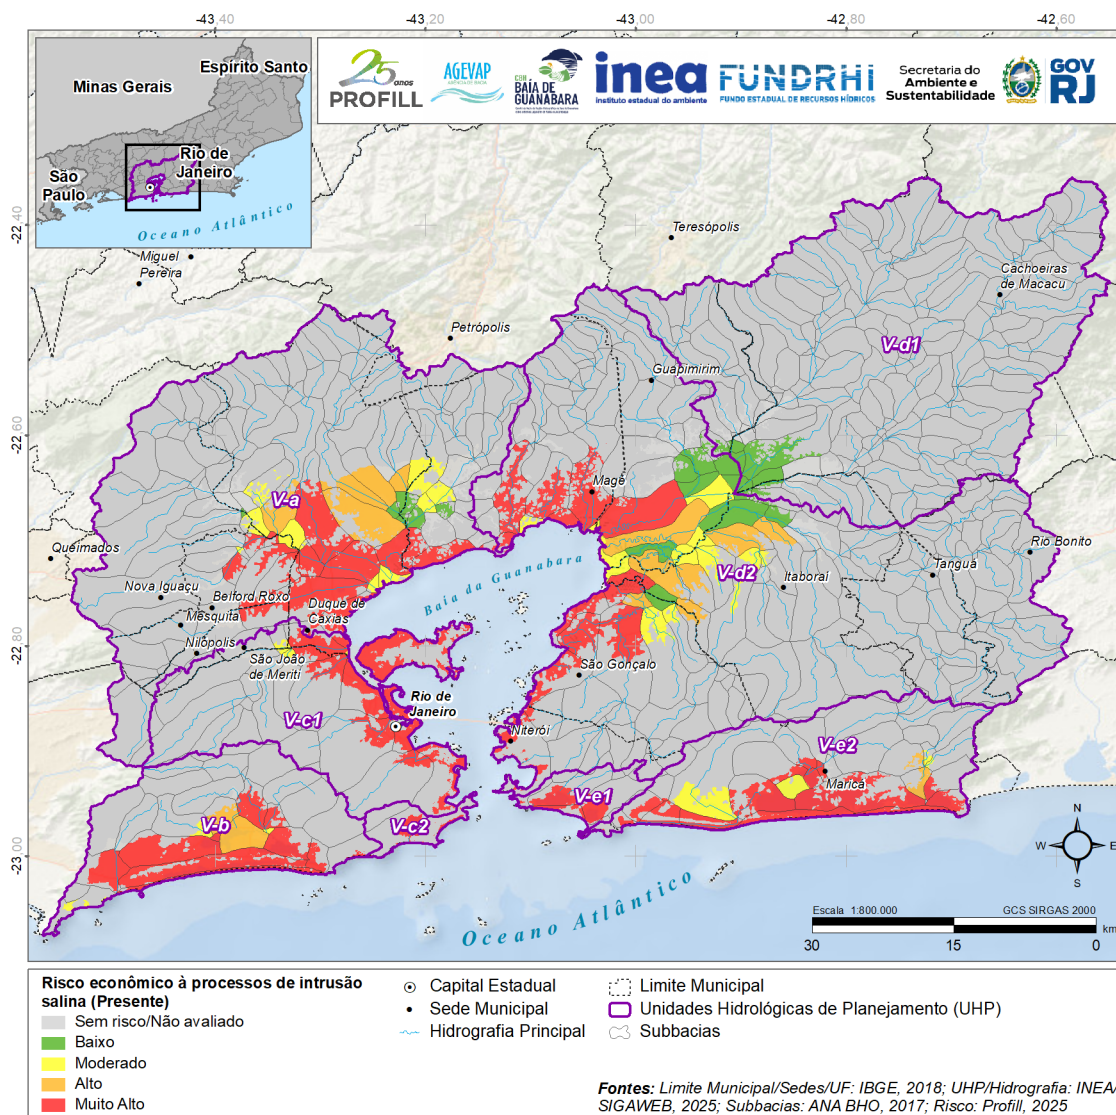 -43,40
-43,20
-43,00
-42,80
-42,60
Espírito Santo
Minas Gerais
Rio de
Janeiro
São
Paulo
Oceano Atlântico
25 anos
PROFILL
AGEVAP
CBH
BAÍA DE
GUANABARA
inea
instituto estadual do ambiente
FUNDRHI
FUNDO ESTADUAL DE RECURSOS HÍDRICOS
Secretaria do
Ambiente e
Sustentabilidade
GOV
RJ
-22,40
-22,60
-22,80
-23,00
Miguel
Pereira
Teresópolis
Cachoeiras
de Macacu
Petrópolis
V-d1
Guapimirim
Magé
V-a
Queimados
Rio Bonito
Baia da Guanabara
V-d2
Itaboraí
Tanguá
Nova Iguaçu
Belford Roxo
Duque de
Caxias
Mesquita
Nilópolis
São João
de Meriti
São Gonçalo
Rio de
Janeiro
V-c1
Niterói
V-e2
Maricá
V-e1
V-b
V-c2
Oceano Atlântico
N
W
E
S
Escala 1:800.000
GCS SIRGAS 2000
km
30
15
0
Risco econômico à processos de intrusão
salina (Presente)
Sem risco/Não avaliado
Baixo
Moderado
Alto
Muito Alto
Capital Estadual
Sede Municipal
Hidrografia Principal
Limite Municipal
Unidades Hidrológicas de Planejamento (UHP)
Subbacias
Fontes: Limite Municipal/Sedes/UF: IBGE, 2018; UHP/Hidrografia: INEA/
SIGAWEB, 2025; Subbacias: ANA BHO, 2017; Risco: Profill, 2025